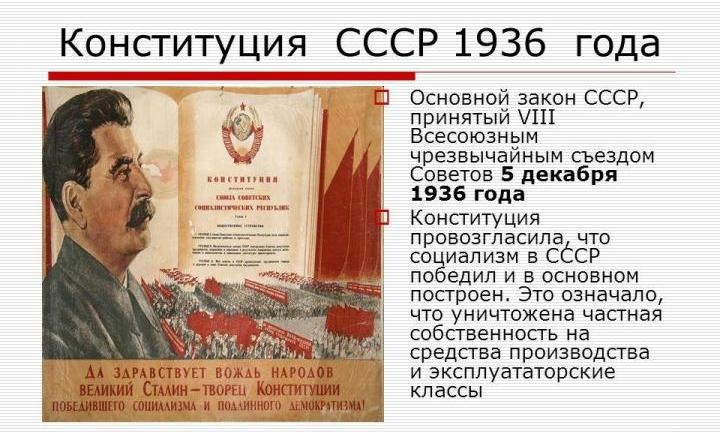 Конституция СССР 1936 года
Основной закон СССР,
принятый VIII
Всесоюзным
чрезвычайным съездом
Советов 5 декабря
1936 года
Конституция
провозгласила, что
социализм в СССР
победил и в основном
построен. Это означало,
что уничтожена частная
собственность на
средства производства
и эксплуататорские
классы
КОНСТИТУЦИЯ
СОЮЗА СОВЕТСКИХ
СОЦИАЛИСТИЧЕСКИХ РЕСПУБЛИК
ДА ЗДРАВСТВУЕТ ВОЖДЬ НАРОДОВ
ВЕЛИКИЙ СТАЛИН – ТВОРЕЦ КОНСТИТУЦИИ
ПОБЕДИВШЕГО СОЦИАЛИЗМА И ПОДЛИННОГО ДЕМОКРАТИЗМА!